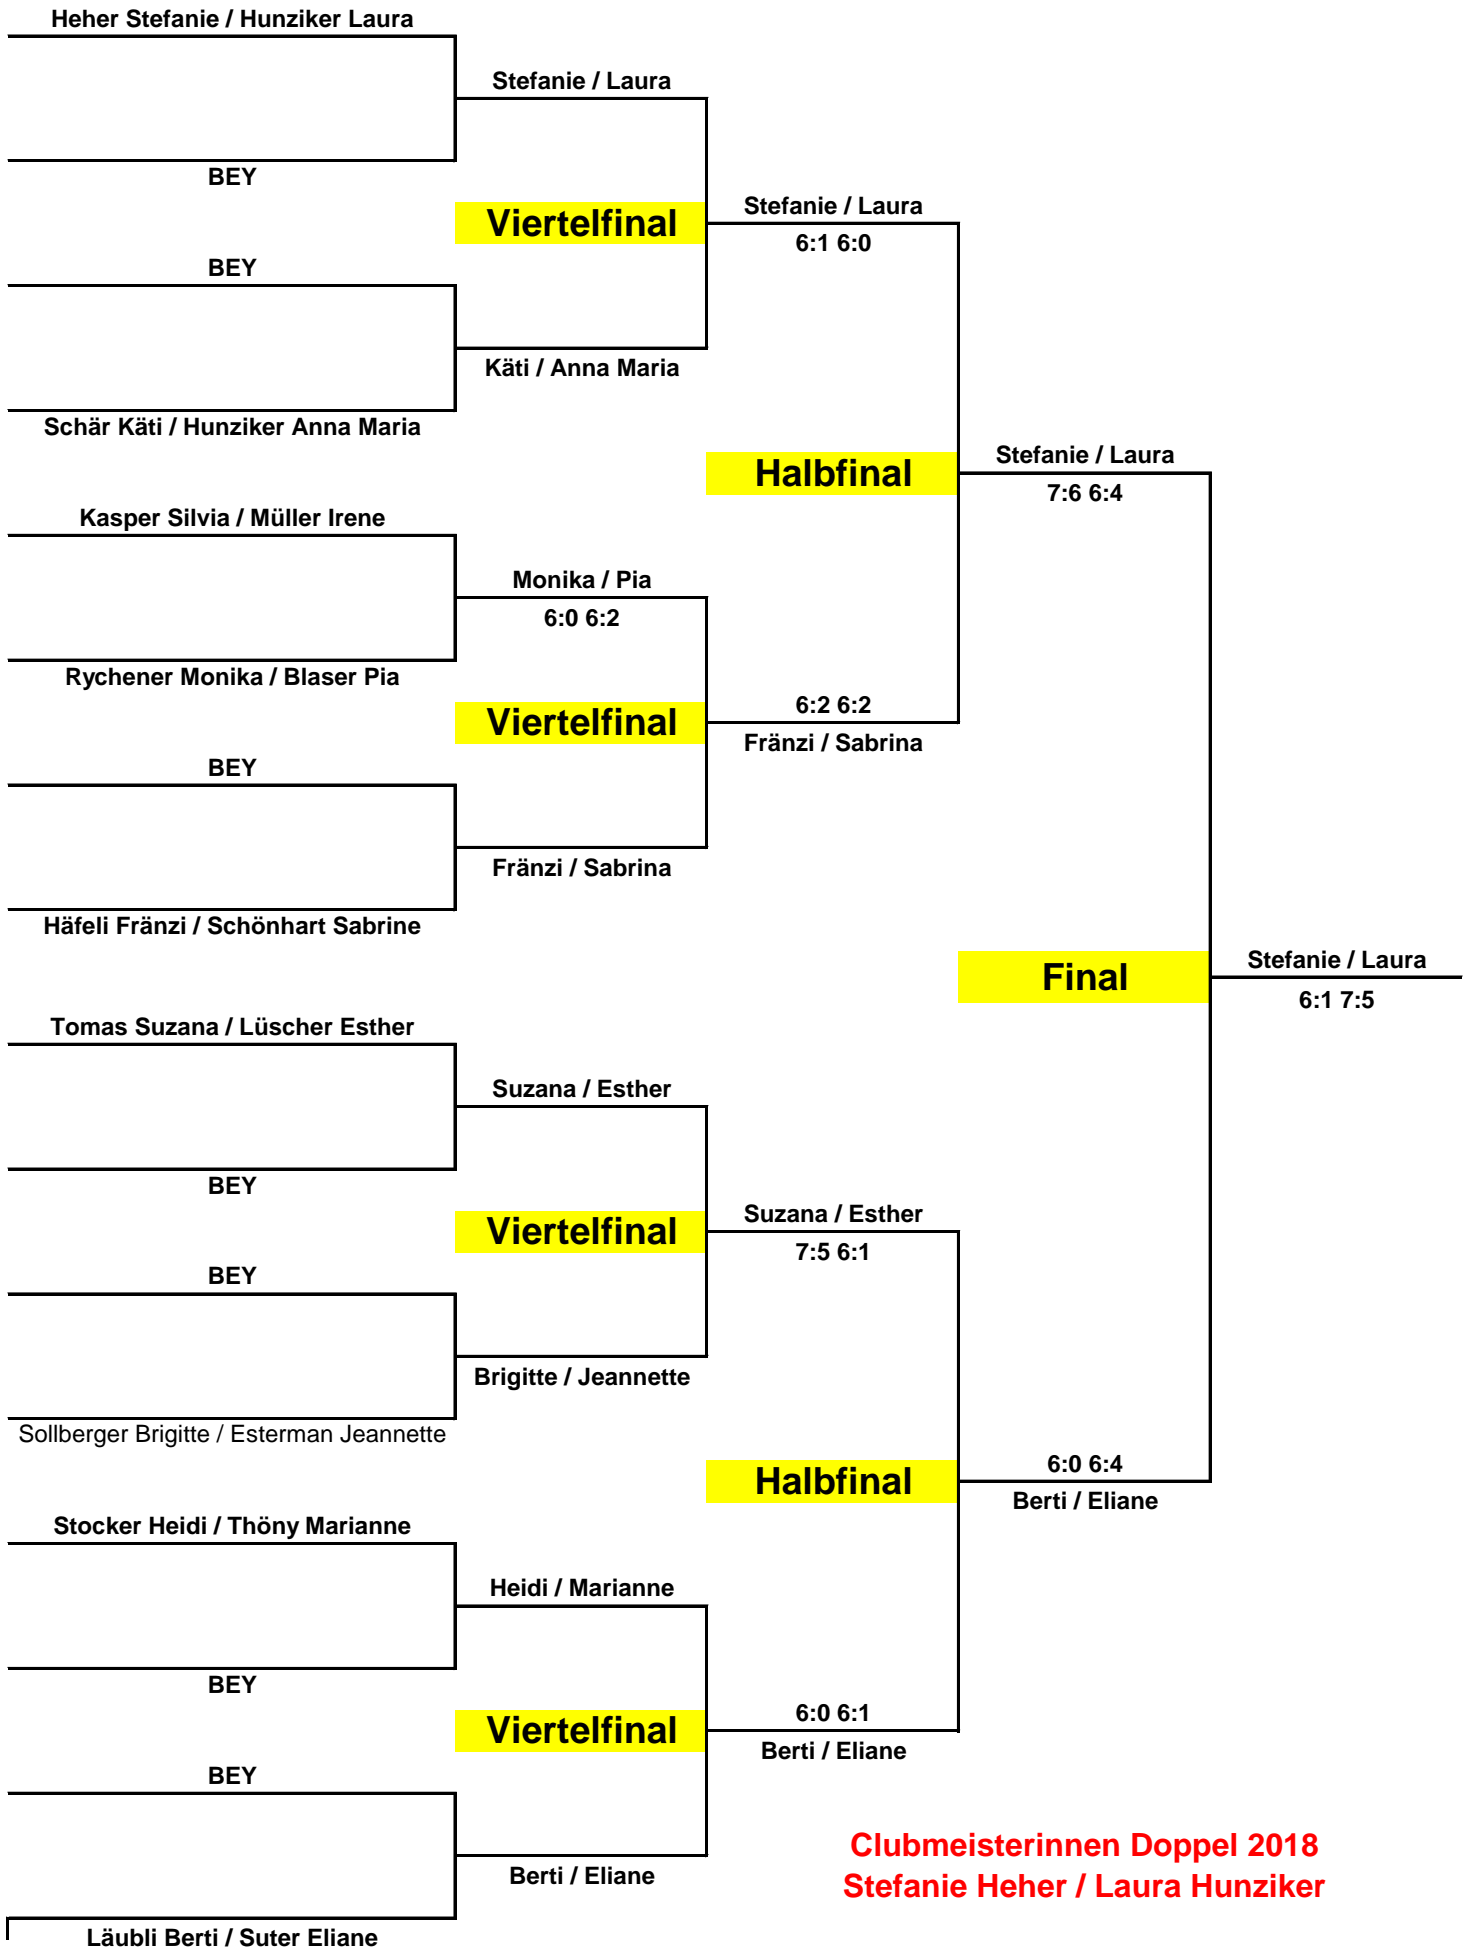 Heher Stefanie / Hunziker Laura
Stefanie / Laura
BEY
Viertelfinal
Stefanie / Laura
6:1 6:0
BEY
Käti / Anna Maria
Schär Käti / Hunziker Anna Maria
Halbfinal
Stefanie / Laura
7:6 6:4
Kasper Silvia / Müller Irene
Monika / Pia
6:0 6:2
Rychener Monika / Blaser Pia
Viertelfinal
6:2 6:2
Fränzi / Sabrina
BEY
Fränzi / Sabrina
Häfeli Fränzi / Schönhart Sabrine
Final
Stefanie / Laura
6:1 7:5
Tomas Suzana / Lüscher Esther
Suzana / Esther
BEY
Viertelfinal
Suzana / Esther
7:5 6:1
BEY
Brigitte / Jeannette
Sollberger Brigitte / Esterman Jeannette
Halbfinal
6:0 6:4
Berti / Eliane
Stocker Heidi / Thöny Marianne
Heidi / Marianne
BEY
Viertelfinal
6:0 6:1
Berti / Eliane
BEY
Berti / Eliane
Läubli Berti / Suter Eliane
Clubmeisterinnen Doppel 2018
Stefanie Heher / Laura Hunziker